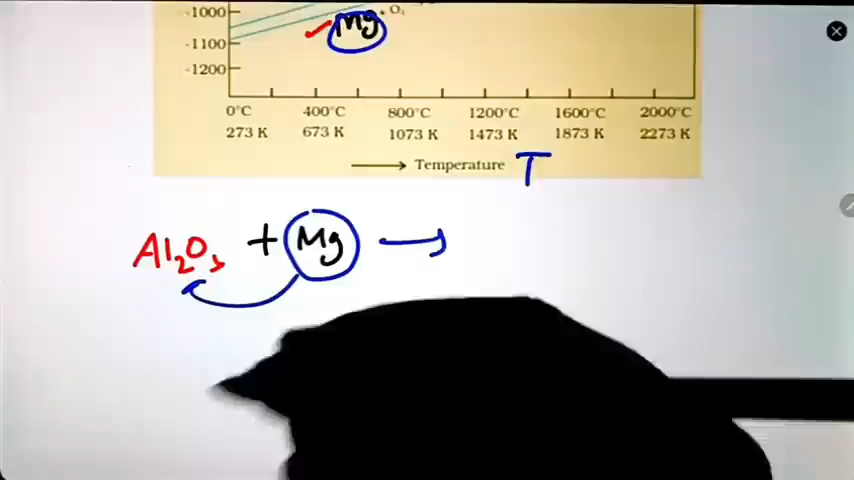 -1000
Mg O₂
-1100
-1200
0°C 400°C 800°C 1200°C 1600°C 2000°C
273 K 673 K 1073 K 1473 K 1873 K 2273 K
Temperature T
Al₂O₃ + Mg →